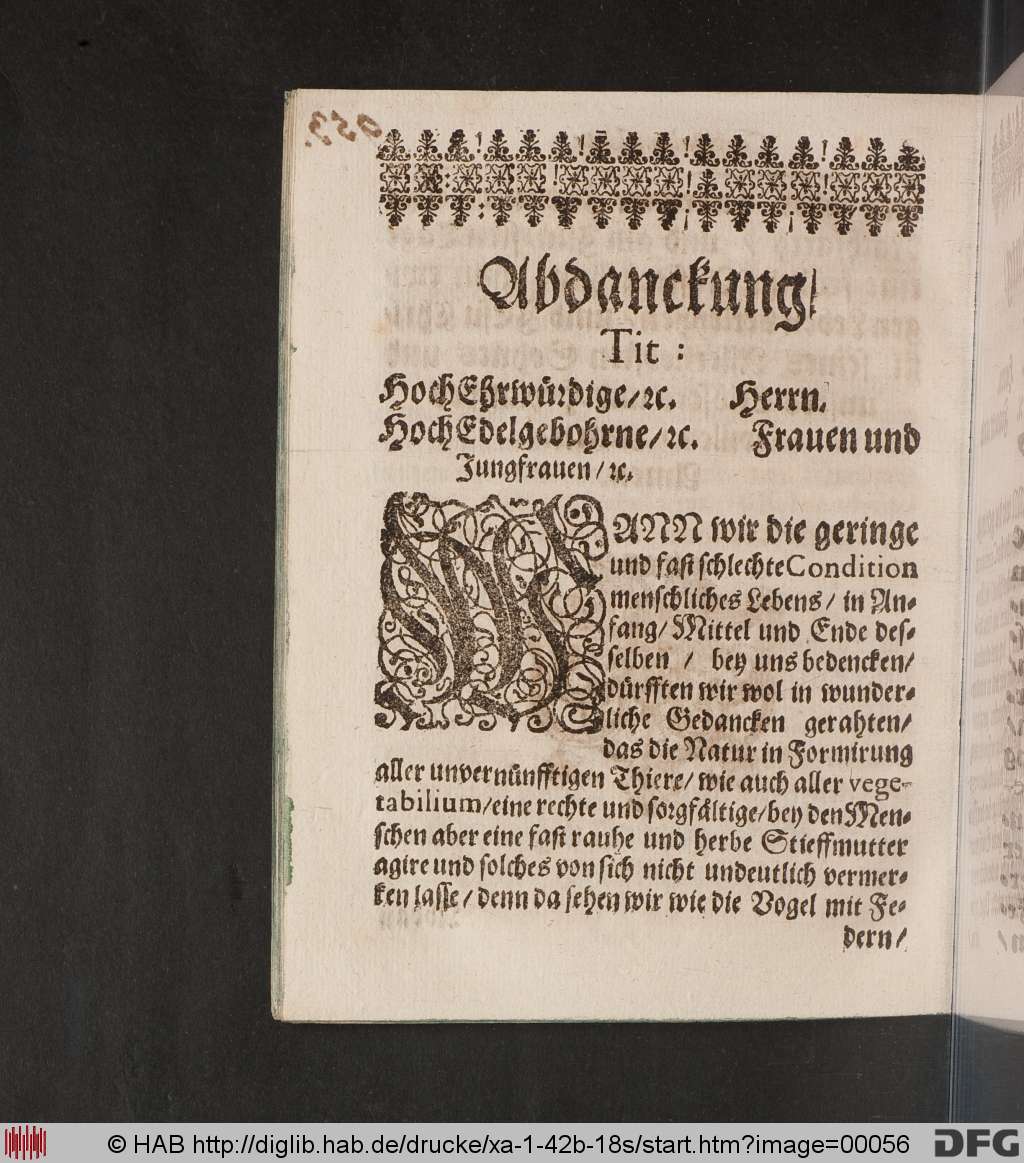 Abdanckung/
Tit :
HochEhrwürdige/ ꝛc. Herrn.
HochEdelgebohrne/ ꝛc. Frauen und
Jungfrauen/ ꝛc.
WANN wir die geringe
und fast schlechte Condition
menschliches Lebens/ in An-
fang/ Mittel und Ende des-
selben / bey uns bedencken/
dürfften wir wol in wunder-
liche Gedancken gerahten/
das die Natur in Formirung
aller unvernünfftigen Thiere/ wie auch aller vege-
tabilium/ eine rechte und sorgfältige/ bey den Men-
schen aber eine fast rauhe und herbe Stieffmutter
agire und solches von sich nicht undeutlich vermer-
ken lasse/ denn da sehen wir wie die Vogel mit Fe-
dern/
© HAB http://diglib.hab.de/drucke/xa-1-42b-18s/start.htm?image=00056
DFG